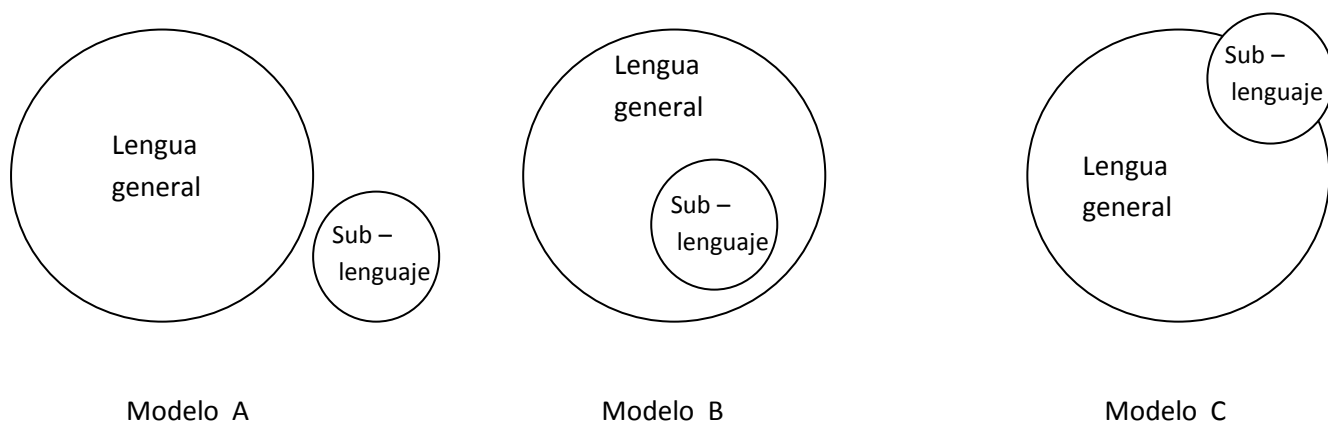 Lengua
general
Sub –
lenguaje
Modelo A
Lengua
general
Sub –
lenguaje
Modelo B
Sub –
lenguaje
Lengua
general
Modelo C